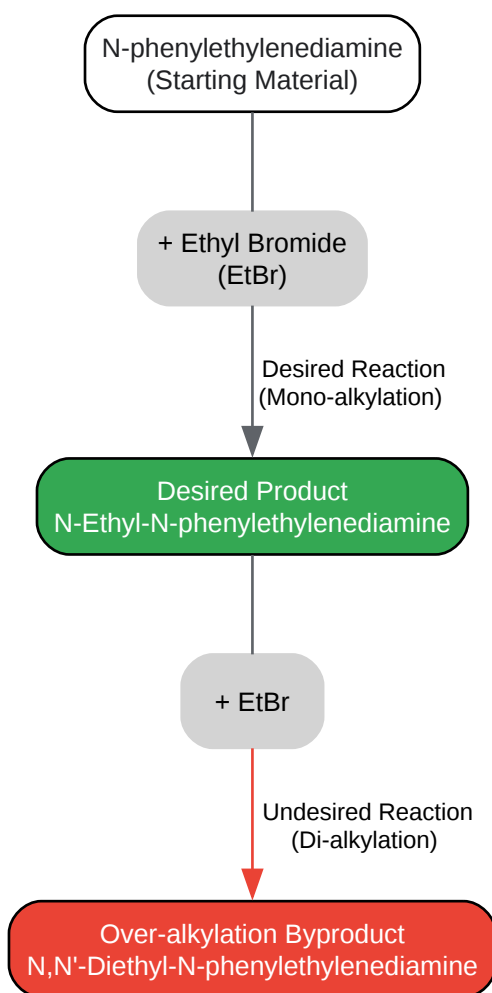 N-phenylethylenediamine
(Starting Material)
+ Ethyl Bromide
(EtBr)
Desired Reaction
(Mono-alkylation)
Desired Product
N-Ethyl-N-phenylethylenediamine
+ EtBr
Undesired Reaction
(Di-alkylation)
Over-alkylation Byproduct
N,N'-Diethyl-N-phenylethylenediamine